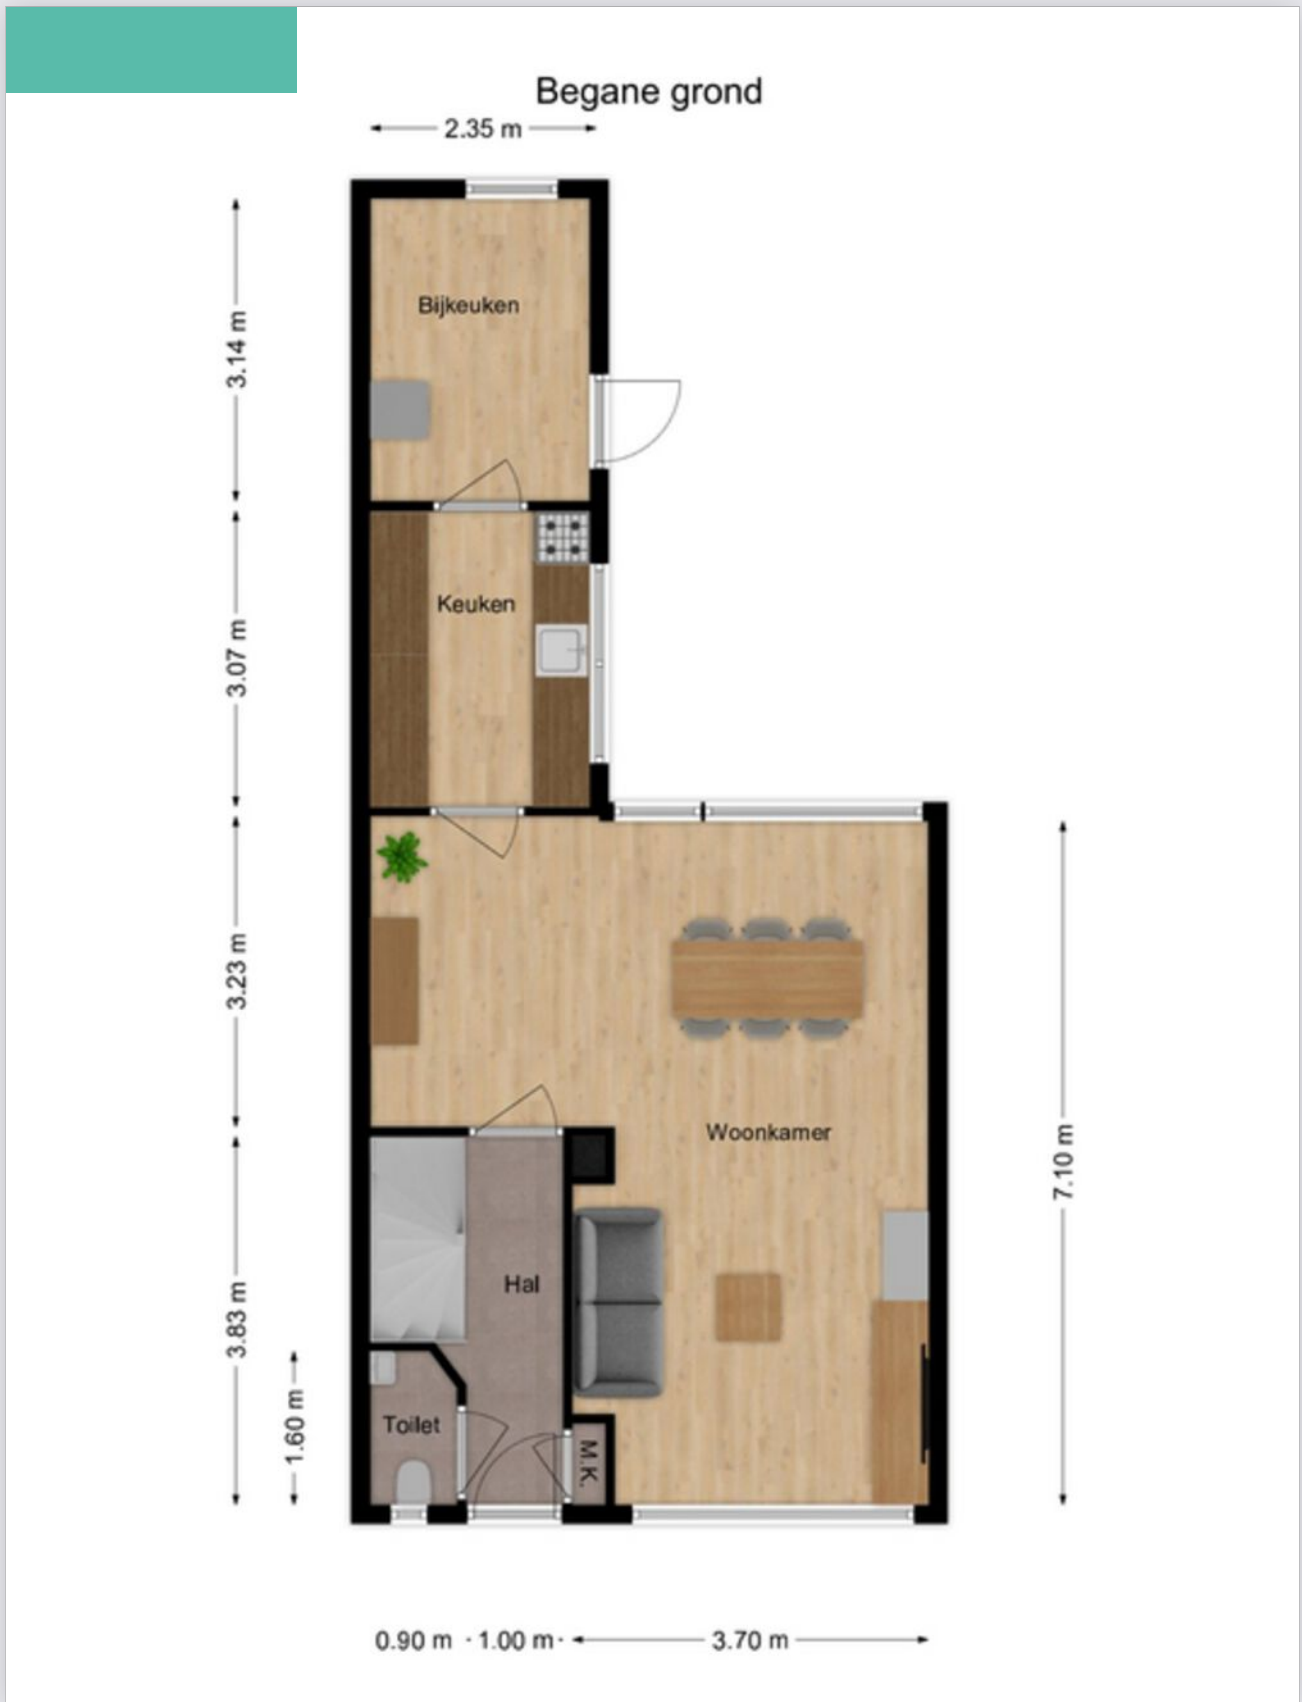 Begane grond
2.35 m
Bijkeuken
3.14 m
Keuken
3.07 m
3.23 m
Woonkamer
7.10 m
Hal
3.83 m
Toilet
1.60 m
M.K.
0.90 m
1.00 m
3.70 m